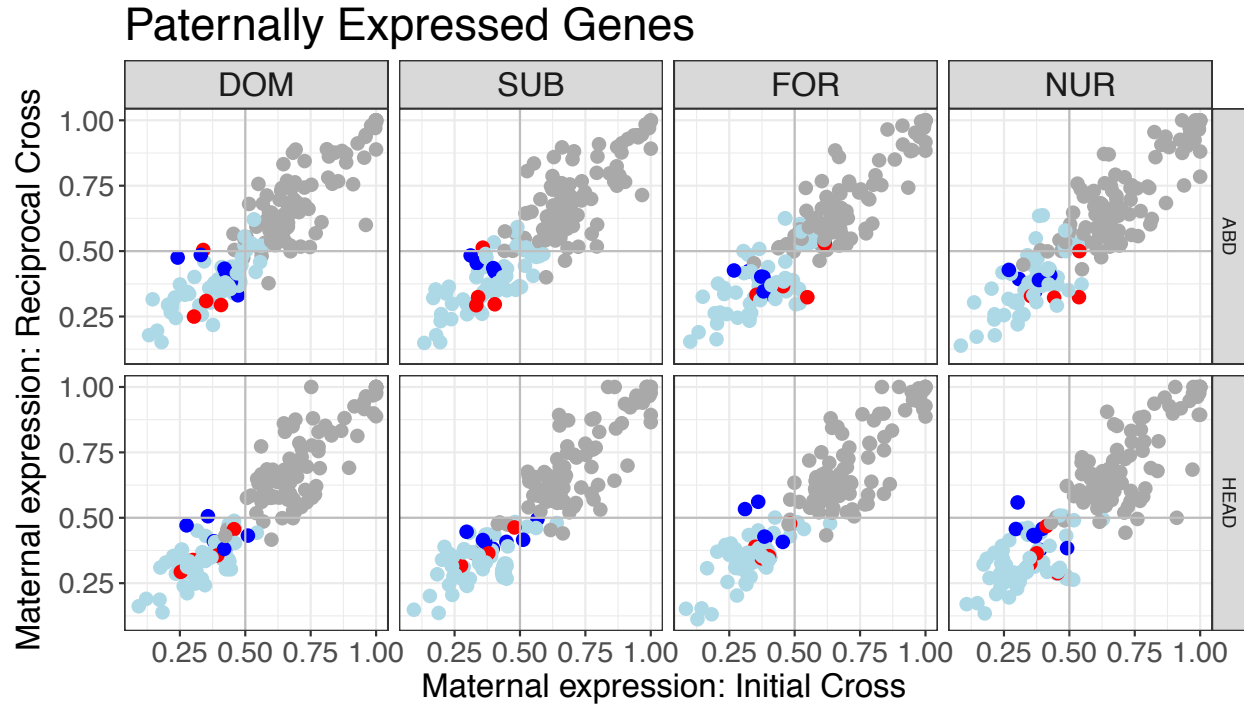 Paternally Expressed Genes
DOM SUB FOR NUR
1.00
0.75
0.50
0.25
ABD
1.00
0.75
0.50
0.25
HEAD
0.25 0.50 0.75 1.00 0.25 0.50 0.75 1.00 0.25 0.50 0.75 1.00 0.25 0.50 0.75 1.00
Maternal expression: Initial Cross
Maternal expression: Reciprocal Cross